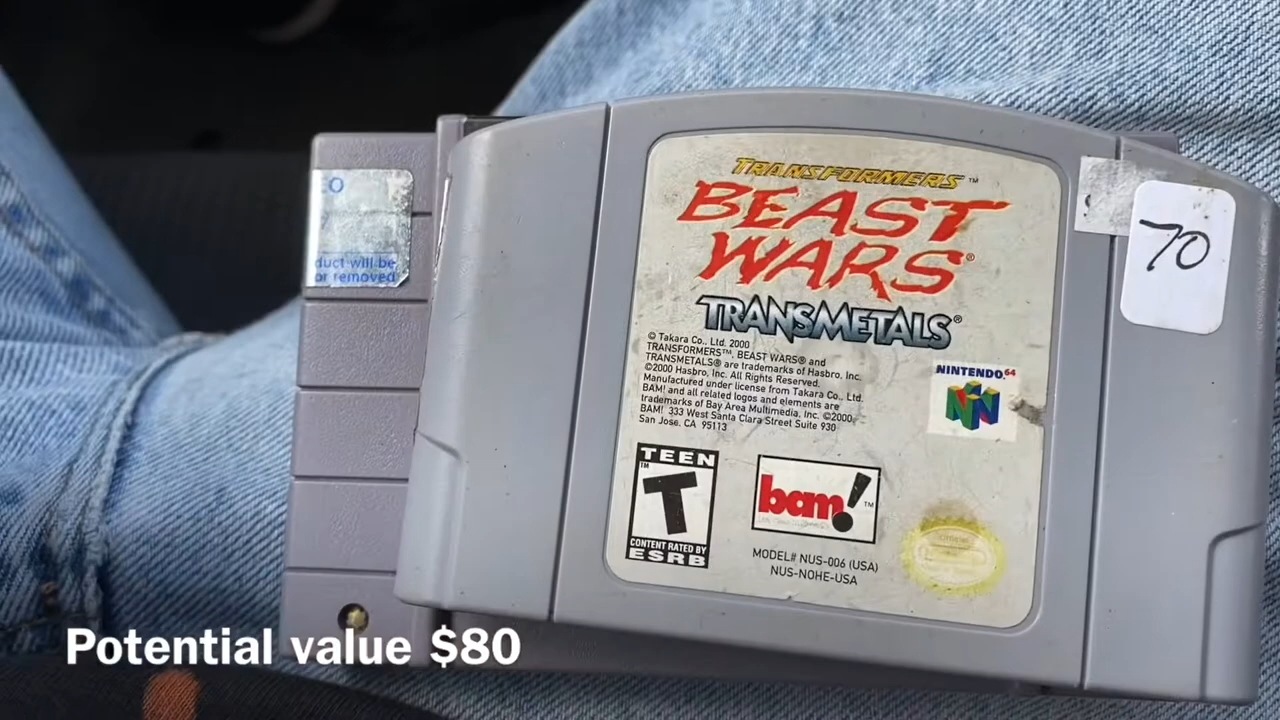 O
duct will be
or removed
TRANSFORMERS™
BEAST
WARS®
TRANSMETALS®
70
© Takara Co., Ltd. 2000
TRANSFORMERS™, BEAST WARS® and
TRANSMETALS® are trademarks of Hasbro, Inc.
©2000 Hasbro, Inc. All Rights Reserved.
Manufactured under license from Takara Co., Ltd.
BAM! and all related logos and elements are
trademarks of Bay Area Multimedia, Inc. ©2000
BAM! 333 West Santa Clara Street Suite 930
San Jose, CA 95113
NINTENDO64
TEEN
™
T
CONTENT RATED BY
ESRB
bam!™
MODEL# NUS-006 (USA)
NUS-NOHE-USA
Potential value $80